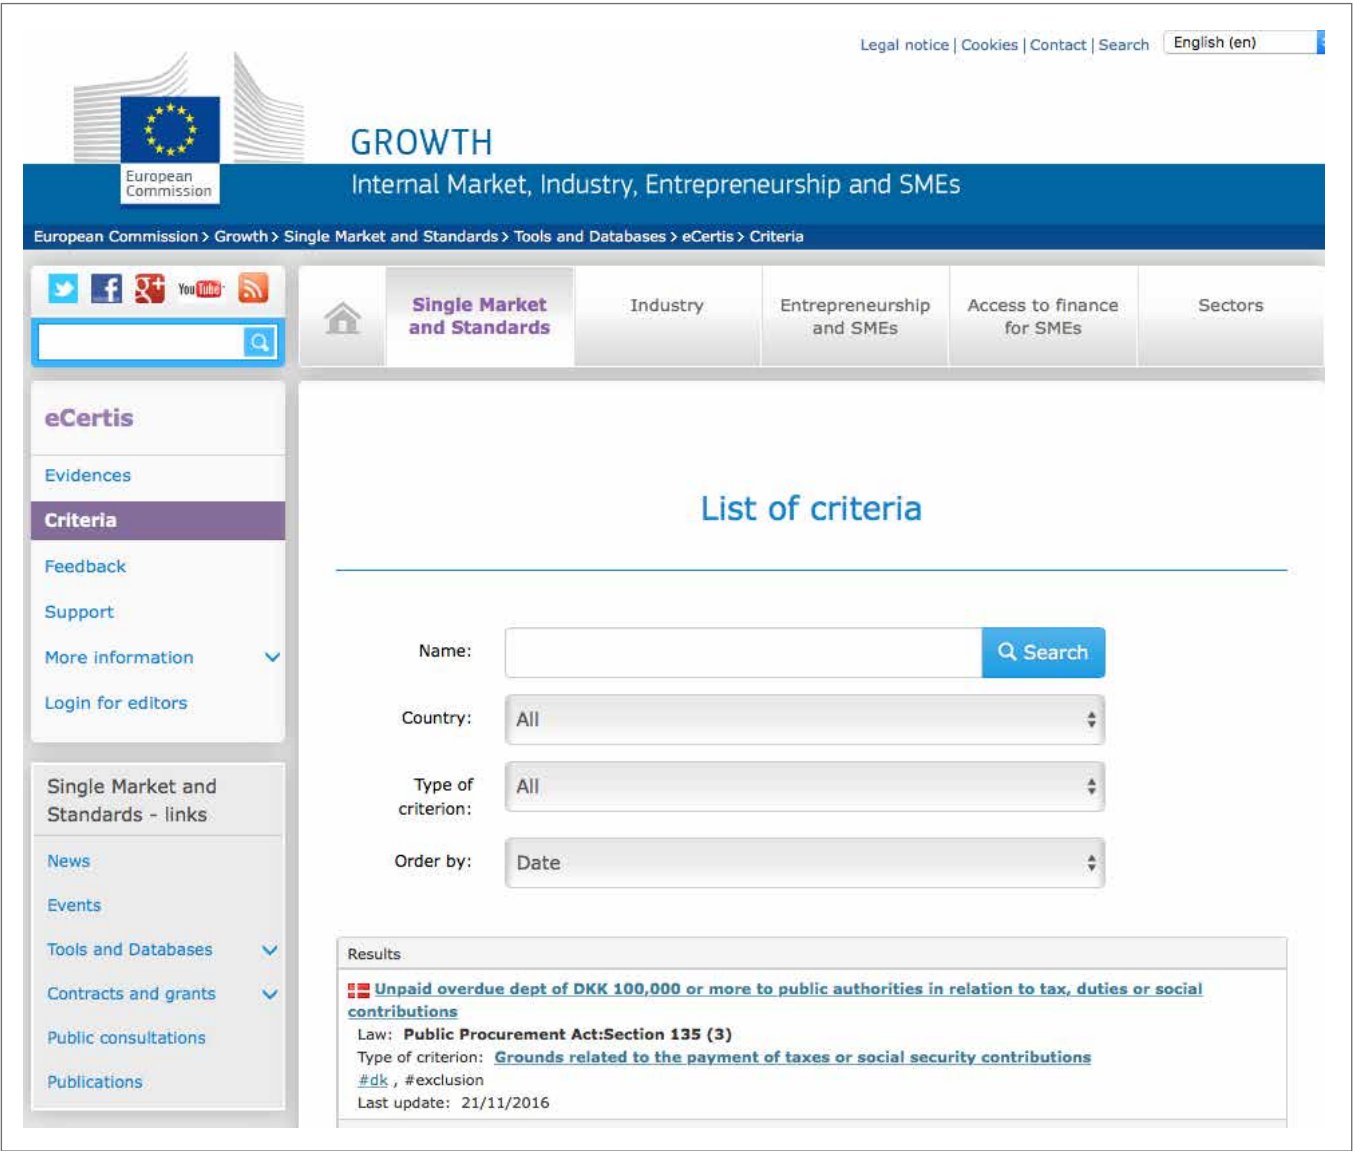 Legal notice | Cookies | Contact | Search English (en)
GROWTH
European
Commission
Internal Market, Industry, Entrepreneurship and SMEs
European Commission > Growth > Single Market and Standards > Tools and Databases > eCertis > Criteria
You Tube
Single Market
and Standards
Industry
Entrepreneurship
and SMEs
Access to finance
for SMEs
Sectors
eCertis
Evidences
Criteria
Feedback
Support
More information
Login for editors
Single Market and
Standards - links
News
Events
Tools and Databases
Contracts and grants
Public consultations
Publications
List of criteria
Name:
Search
Country:
All
Type of
criterion:
All
Order by:
Date
Results
Unpaid overdue dept of DKK 100,000 or more to public authorities in relation to tax, duties or social
contributions
Law: Public Procurement Act:Section 135 (3)
Type of criterion: Grounds related to the payment of taxes or social security contributions
#dk , #exclusion
Last update: 21/11/2016